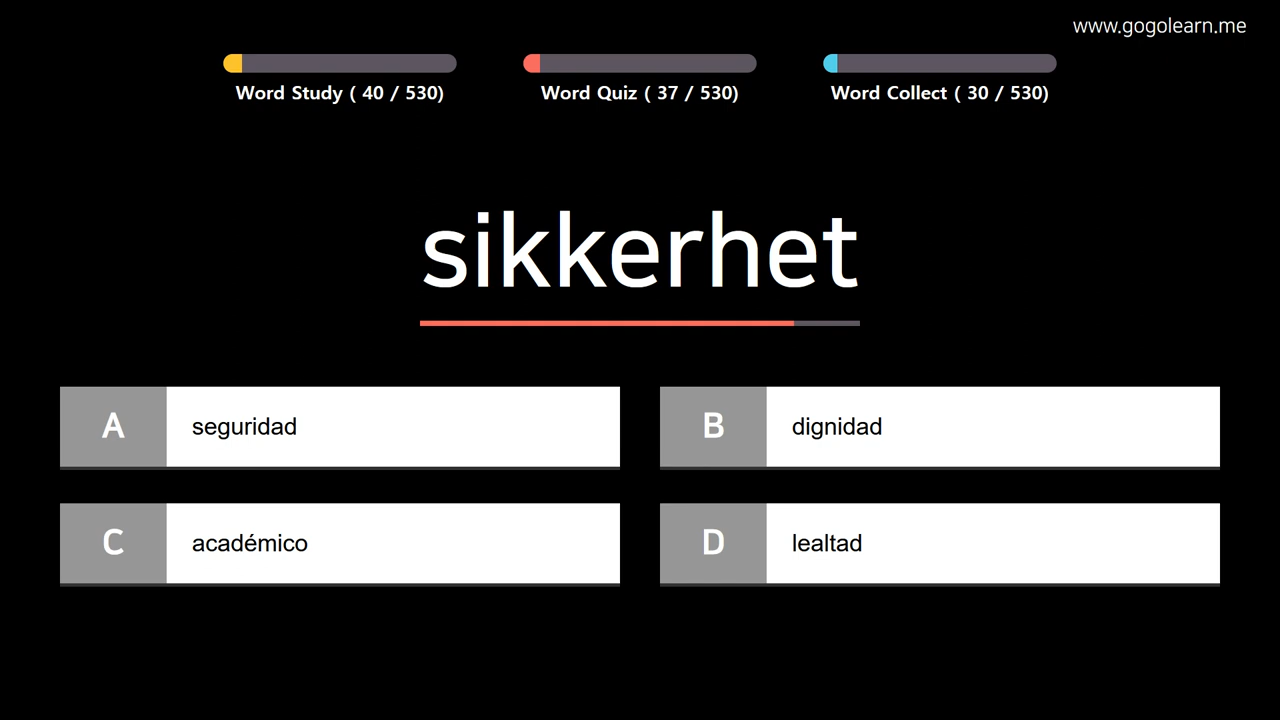 www.gogolearn.me
Word Study ( 40 / 530)
Word Quiz ( 37 / 530)
Word Collect ( 30 / 530)
sikkerhet
A seguridad
B dignidad
C académico
D lealtad